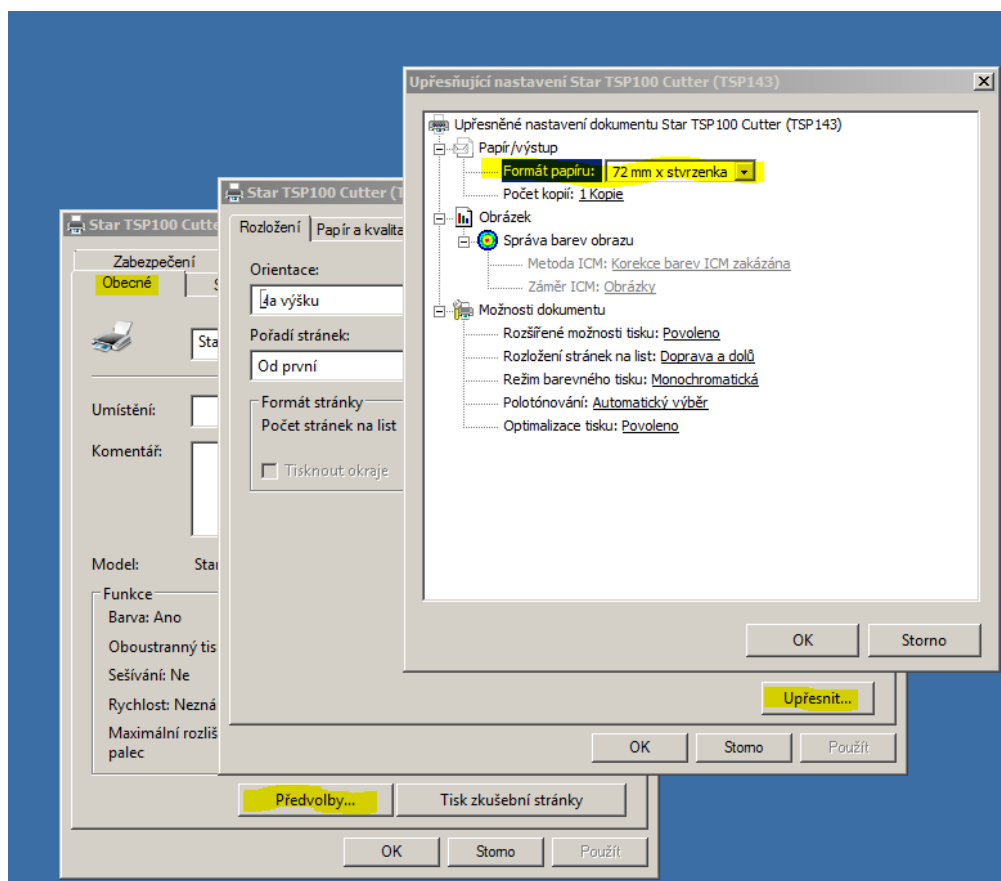 Upřesňující nastavení Star TSP100 Cutter (TSP143)
Upřesněné nastavení dokumentu Star TSP100 Cutter (TSP143)
Papír/výstup
Formát papíru: 72 mm x stvrzenka
Počet kopií: 1 Kopie
Obrázek
Správa barev obrazu
Metoda ICM: Korekce barev ICM zakázána
Záměr ICM: Obrázky
Možnosti dokumentu
Rozšířené možnosti tisku: Povoleno
Rozložení stránek na list: Doprava a dolů
Režim barevného tisku: Monochromatická
Polotónování: Automatický výběr
Optimalizace tisku: Povoleno
OK Storno
Star TSP100 Cutter (T
Rozložení Papír a kvalita
Orientace:
Na výšku
Pořadí stránek:
Od první
Formát stránky
Počet stránek na list
Tisknout okraje
Upřesnit...
OK Storno Použít
Star TSP100 Cutte
Zabezpečení
Obecné S
Sta
Umístění:
Komentář:
Model: Star
Funkce
Barva: Ano
Oboustranný tis
Sešívání: Ne
Rychlost: Nezná
Maximální rozliš
palec
Předvolby... Tisk zkušební stránky
OK Storno Použít